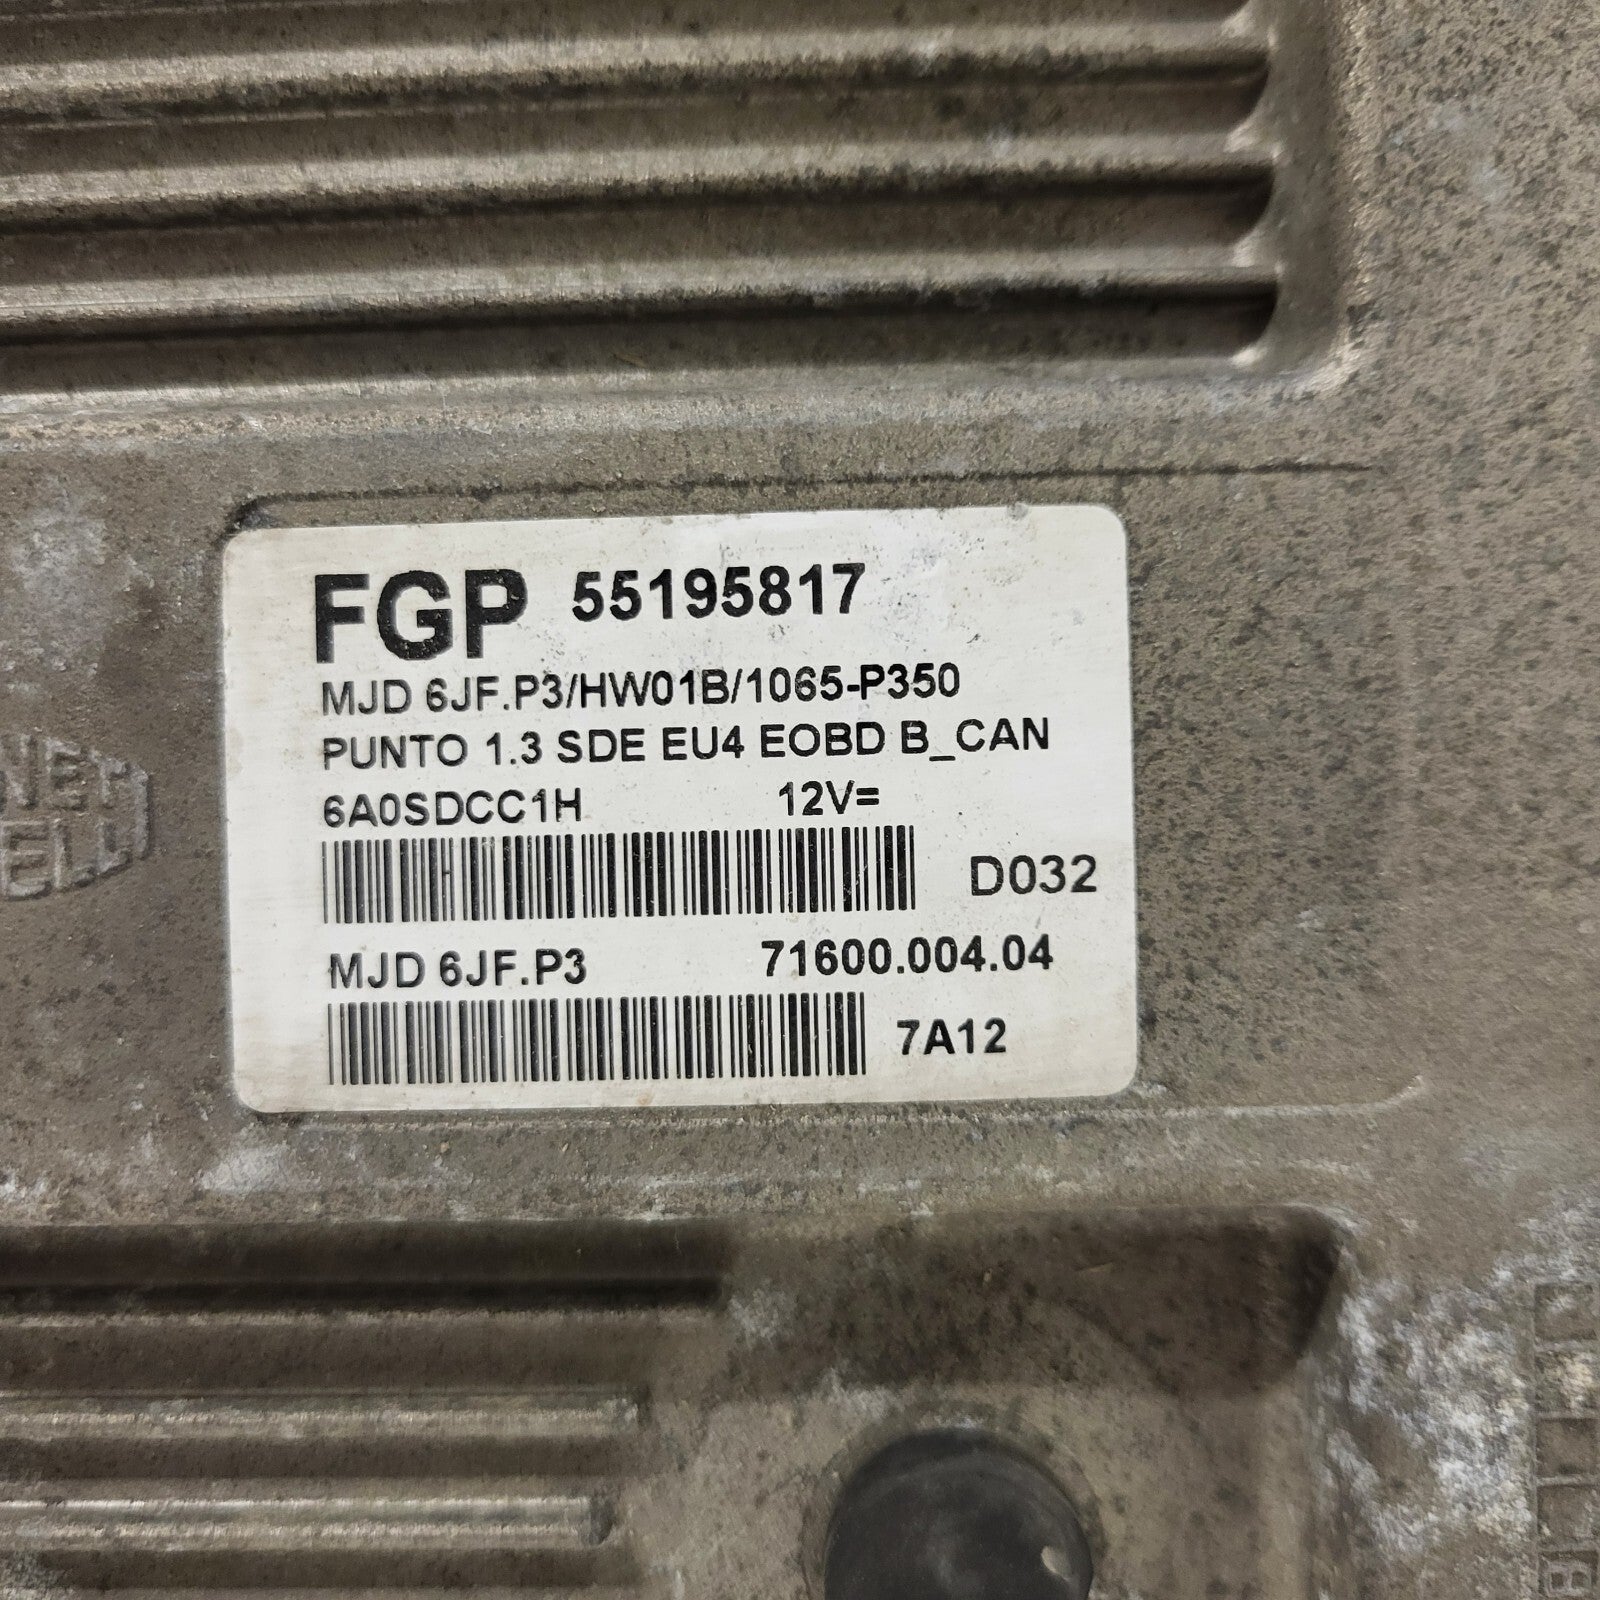 FGP 55195817
MJD 6JF.P3/HW01B/1065-P350
PUNTO 1.3 SDE EU4 EOBD B_CAN
6A0SDCC1H 12V=
D032
MJD 6JF.P3 71600.004.04
7A12